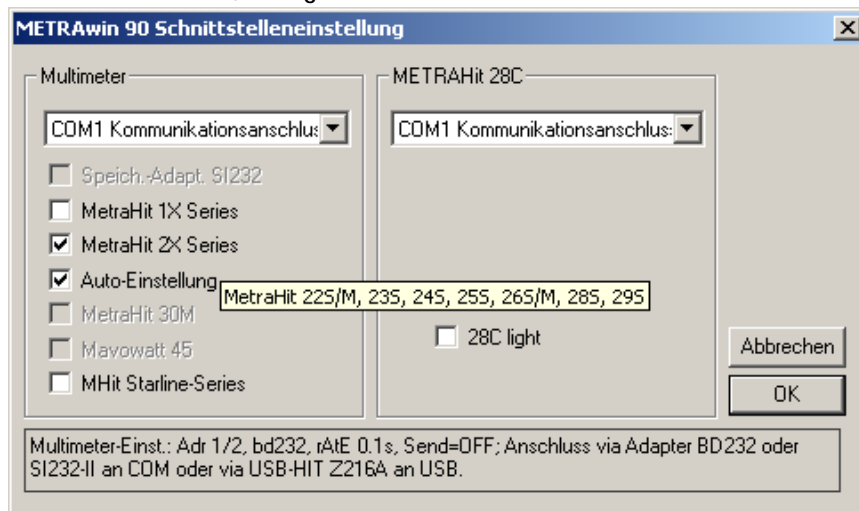 METRAwin 90 Schnittstelleneinstellung
Multimeter
METRAHit 28C
COM1 Kommunikationsanschlus
COM1 Kommunikationsanschlus
Speich.-Adapt. SI232
MetraHit 1X Series
MetraHit 2X Series
Auto-Einstellung
MetraHit 22S/M, 23S, 24S, 25S, 26S/M, 28S, 29S
MetraHit 30M
28C light
Mavowatt 45
Abbrechen
MHit Starline-Series
OK
Multimeter-Einst.: Adr 1/2, bd232, rAtE 0.1s, Send=OFF; Anschluss via Adapter BD232 oder
SI232-II an COM oder via USB-HIT Z216A an USB.